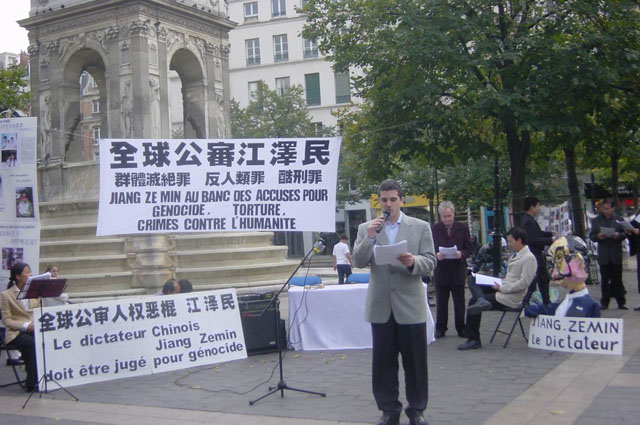 全球公審江澤民
群體滅絕罪 反人類罪 酷刑罪
JIANG ZE MIN AU BANC DES ACCUSES POUR
GENOCIDE, TORTURE,
CRIMES CONTRE L'HUMANITE
全球公審人权恶棍 江泽民
Le dictateur Chinois
Jiang Zemin
doit être jugé pour génocide
JIANG. ZEMIN
Le Dictateur